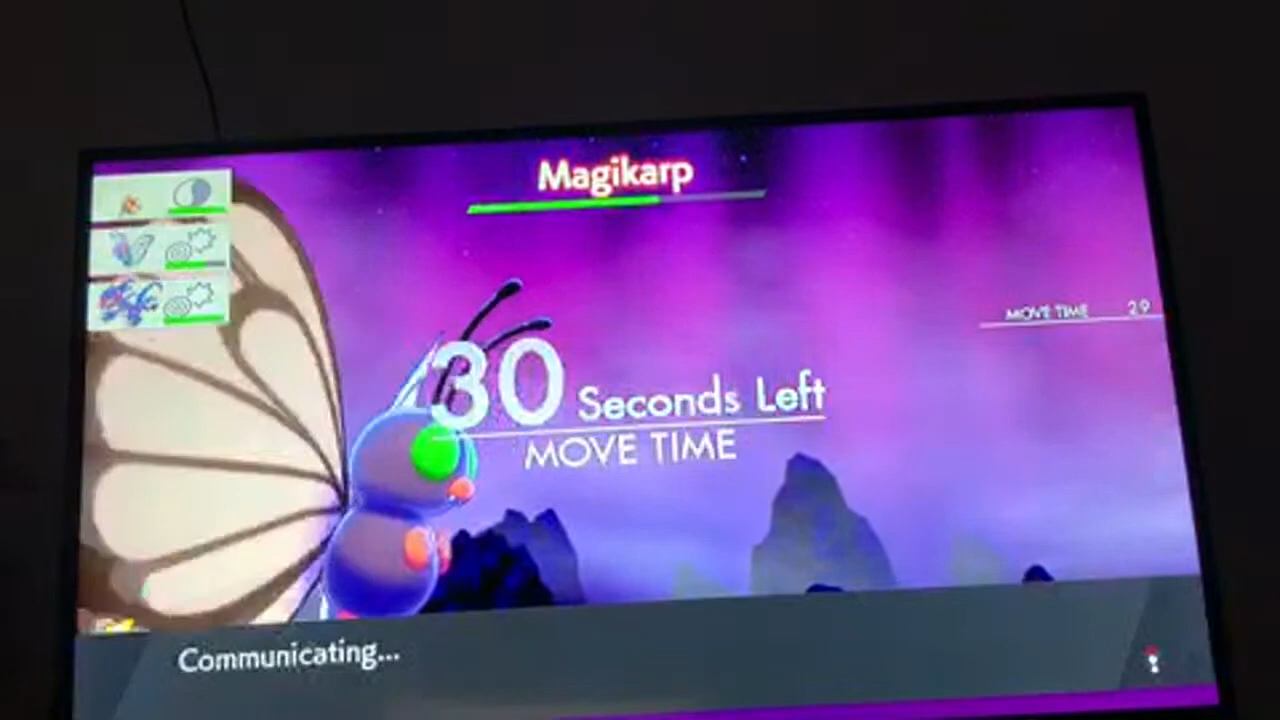 Magikarp
MOVE TIME 29
30 Seconds Left
MOVE TIME
Communicating...